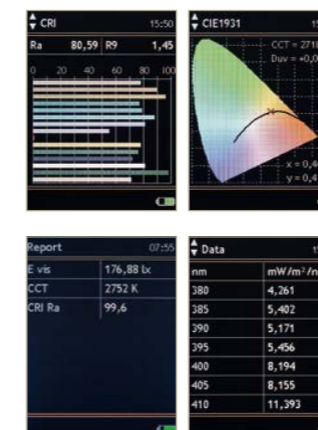 CRI 15:50
Ra 80,59 R9 1,45
0 20 40 60 80 100
CIE1931
CCT = 2718
Duv = +0,0
x = 0,4
y = 0,4
Report 07:55
E vis 176,88 lx
CCT 2752 K
CRI Ra 99,6
Data
nm mW/m²/n
380 4,261
385 5,402
390 5,171
395 5,456
400 8,194
405 8,155
410 11,393